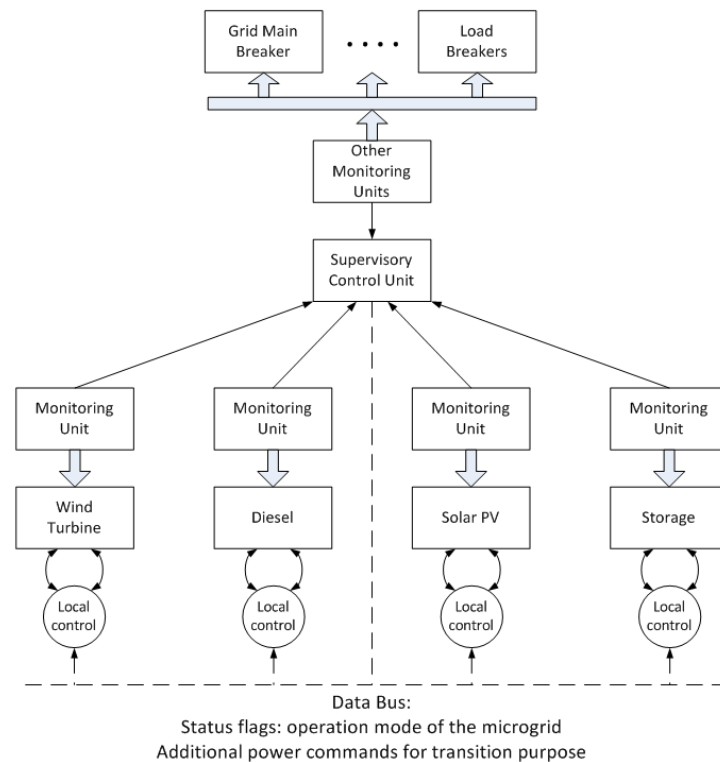 Grid Main
Breaker
Load
Breakers
Other
Monitoring
Units
Supervisory
Control Unit
Monitoring
Unit
Monitoring
Unit
Monitoring
Unit
Monitoring
Unit
Wind
Turbine
Diesel
Solar PV
Storage
Local
control
Local
control
Local
control
Local
control
Data Bus:
Status flags: operation mode of the microgrid
Additional power commands for transition purpose